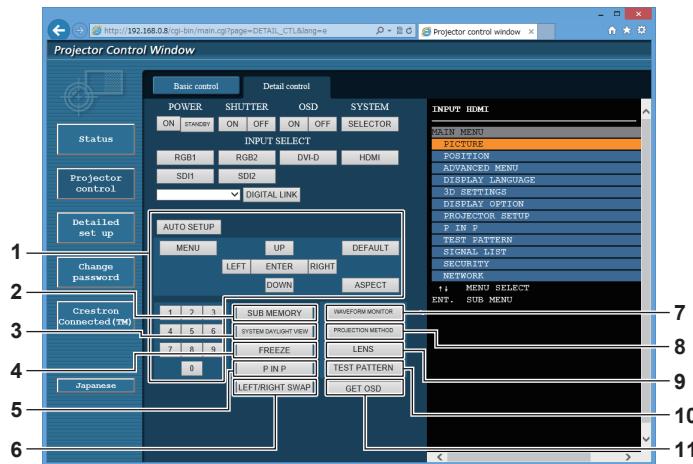 http://192.168.0.8/cgi-bin/main.cgi?page=DETAIL_CTL&lang=e
Projector control window
Projector Control Window
Basic control
Detail control
POWER SHUTTER OSD SYSTEM
ON STANDBY ON OFF ON OFF SELECTOR
INPUT SELECT
RGB1 RGB2 DVI-D HDMI
SDI1 SDI2
DIGITAL LINK
Status
Projector
control
Detailed
set up
Change
password
Crestron
Connected(TM)
Japanese
AUTO SETUP
MENU UP DEFAULT
LEFT ENTER RIGHT
DOWN ASPECT
1 2 3 SUB MEMORY WAVEFORM MONITOR
4 5 6 SYSTEM DAYLIGHT VIEW PROJECTION METHOD
7 8 9 FREEZE LENS
0 P IN P TEST PATTERN
LEFT/RIGHT SWAP GET OSD
INPUT HDMI
MAIN MENU
PICTURE
POSITION
ADVANCED MENU
DISPLAY LANGUAGE
3D SETTINGS
DISPLAY OPTION
PROJECTOR SETUP
P IN P
TEST PATTERN
SIGNAL LIST
SECURITY
NETWORK
↑↓ MENU SELECT
ENT. SUB MENU
1
2
3
4
5
6
7
8
9
10
11